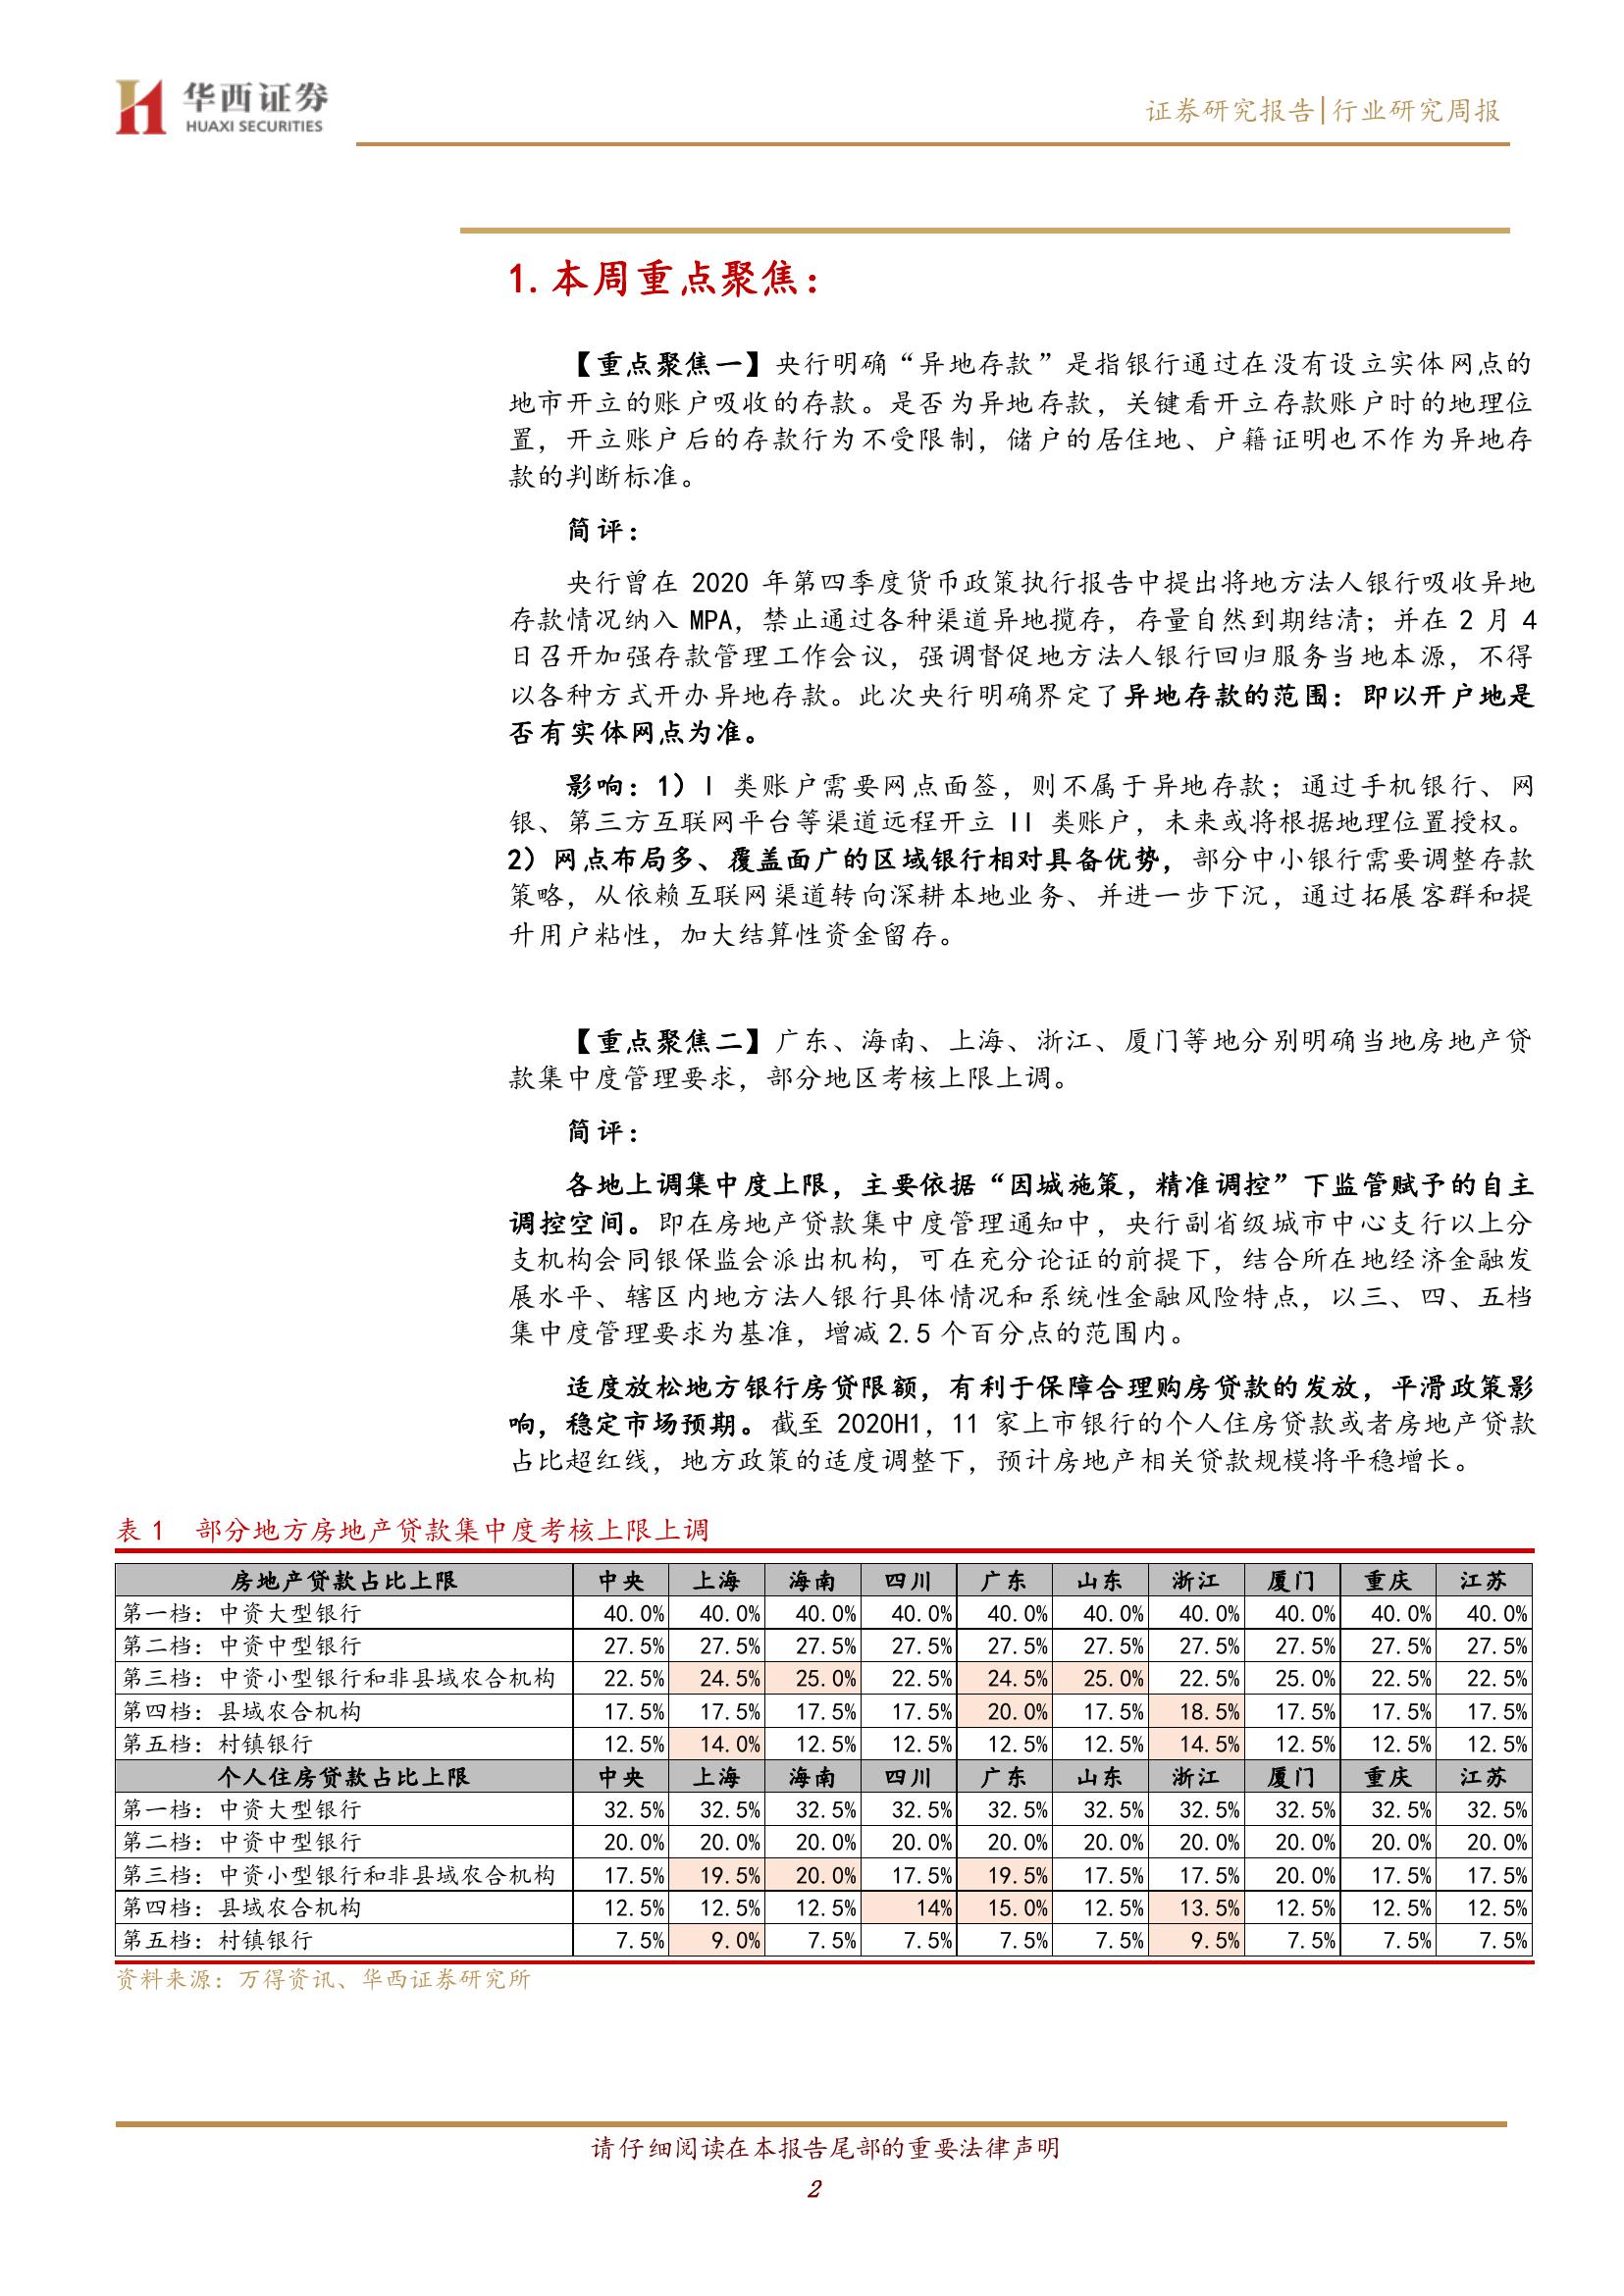 华西证券
HUAXI SECURITIES
证券研究报告|行业研究周报
1.本周重点聚焦：
【重点聚焦一】央行明确“异地存款”是指银行通过在没有设立实体网点的
地市开立的账户吸收的存款。是否为异地存款，关键看开立存款账户时的地理位
置，开立账户后的存款行为不受限制，储户的居住地、户籍证明也不作为异地存
款的判断标准。
简评：
央行曾在 2020 年第四季度货币政策执行报告中提出将地方法人银行吸收异地
存款情况纳入 MPA，禁止通过各种渠道异地揽存，存量自然到期结清；并在 2 月 4
日召开加强存款管理工作会议，强调督促地方法人银行回归服务当地本源，不得
以各种方式开办异地存款。此次央行明确界定了异地存款的范围：即以开户地是
否有实体网点为准。
影响：1）I 类账户需要网点面签，则不属于异地存款；通过手机银行、网
银、第三方互联网平台等渠道远程开立 II 类账户，未来或将根据地理位置授权。
2）网点布局多、覆盖面广的区域银行相对具备优势，部分中小银行需要调整存款
策略，从依赖互联网渠道转向深耕本地业务、并进一步下沉，通过拓展客群和提
升用户粘性，加大结算性资金留存。
【重点聚焦二】广东、海南、上海、浙江、厦门等地分别明确当地房地产贷
款集中度管理要求，部分地区考核上限上调。
简评：
各地上调集中度上限，主要依据“因城施策，精准调控”下监管赋予的自主
调控空间。即在房地产贷款集中度管理通知中，央行副省级城市中心支行以上分
支机构会同银保监会派出机构，可在充分论证的前提下，结合所在地经济金融发
展水平、辖区内地方法人银行具体情况和系统性金融风险特点，以三、四、五档
集中度管理要求为基准，增减 2.5 个百分点的范围内。
适度放松地方银行房贷限额，有利于保障合理购房贷款的发放，平滑政策影
响，稳定市场预期。截至 2020H1，11 家上市银行的个人住房贷款或者房地产贷款
占比超红线，地方政策的适度调整下，预计房地产相关贷款规模将平稳增长。
表 1 部分地方房地产贷款集中度考核上限上调
房地产贷款占比上限 中央 上海 海南 四川 广东 山东 浙江 厦门 重庆 江苏
第一档：中资大型银行 40.0% 40.0% 40.0% 40.0% 40.0% 40.0% 40.0% 40.0% 40.0% 40.0%
第二档：中资中型银行 27.5% 27.5% 27.5% 27.5% 27.5% 27.5% 27.5% 27.5% 27.5% 27.5%
第三档：中资小型银行和非县域农合机构 22.5% 24.5% 25.0% 22.5% 24.5% 25.0% 22.5% 25.0% 22.5% 22.5%
第四档：县域农合机构 17.5% 17.5% 17.5% 17.5% 20.0% 17.5% 18.5% 17.5% 17.5% 17.5%
第五档：村镇银行 12.5% 14.0% 12.5% 12.5% 12.5% 12.5% 14.5% 12.5% 12.5% 12.5%
个人住房贷款占比上限 中央 上海 海南 四川 广东 山东 浙江 厦门 重庆 江苏
第一档：中资大型银行 32.5% 32.5% 32.5% 32.5% 32.5% 32.5% 32.5% 32.5% 32.5% 32.5%
第二档：中资中型银行 20.0% 20.0% 20.0% 20.0% 20.0% 20.0% 20.0% 20.0% 20.0% 20.0%
第三档：中资小型银行和非县域农合机构 17.5% 19.5% 20.0% 17.5% 19.5% 17.5% 17.5% 20.0% 17.5% 17.5%
第四档：县域农合机构 12.5% 12.5% 12.5% 14% 15.0% 12.5% 13.5% 12.5% 12.5% 12.5%
第五档：村镇银行 7.5% 9.0% 7.5% 7.5% 7.5% 7.5% 9.5% 7.5% 7.5% 7.5%
资料来源：万得资讯、华西证券研究所
请仔细阅读在本报告尾部的重要法律声明
2